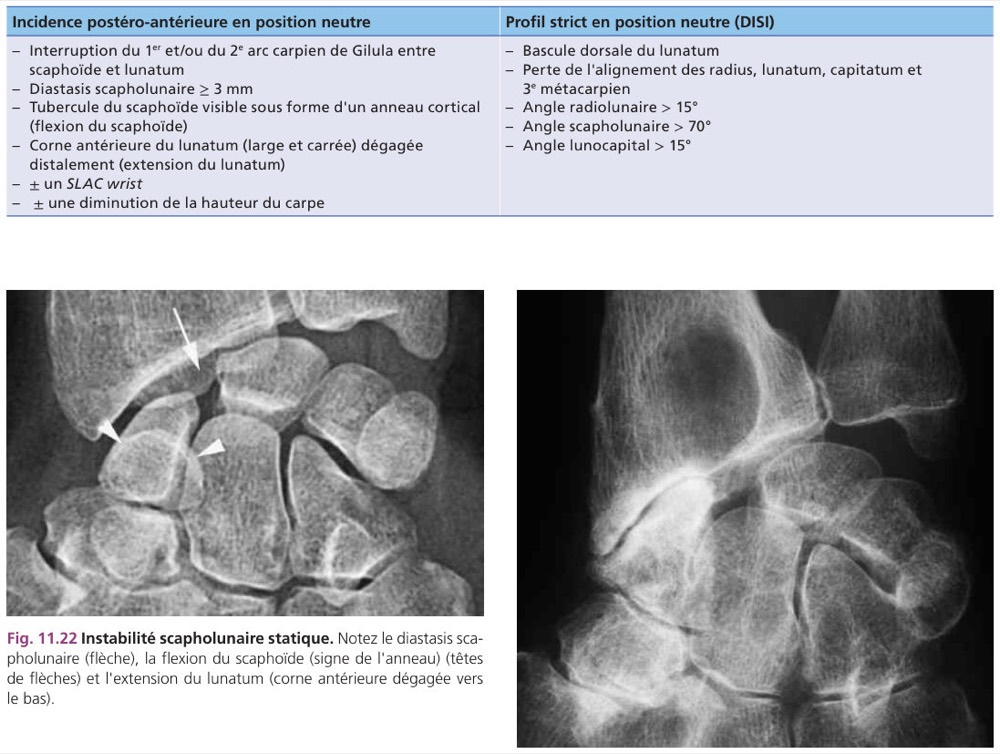 Incidence postéro-antérieure en position neutre
– Interruption du 1er et/ou du 2e arc carpien de Gilula entre
scaphoïde et lunatum
– Diastasis scapholunaire ≥ 3 mm
– Tubercule du scaphoïde visible sous forme d'un anneau cortical
(flexion du scaphoïde)
– Corne antérieure du lunatum (large et carrée) dégagée
distalement (extension du lunatum)
– ± un SLAC wrist
– ± une diminution de la hauteur du carpe
Profil strict en position neutre (DISI)
– Bascule dorsale du lunatum
– Perte de l'alignement des radius, lunatum, capitatum et
3e métacarpien
– Angle radiolunaire > 15°
– Angle scapholunaire > 70°
– Angle lunocapital > 15°
Fig. 11.22 Instabilité scapholunaire statique. Notez le diastasis sca-
pholunaire (flèche), la flexion du scaphoïde (signe de l'anneau) (têtes
de flèches) et l'extension du lunatum (corne antérieure dégagée vers
le bas).